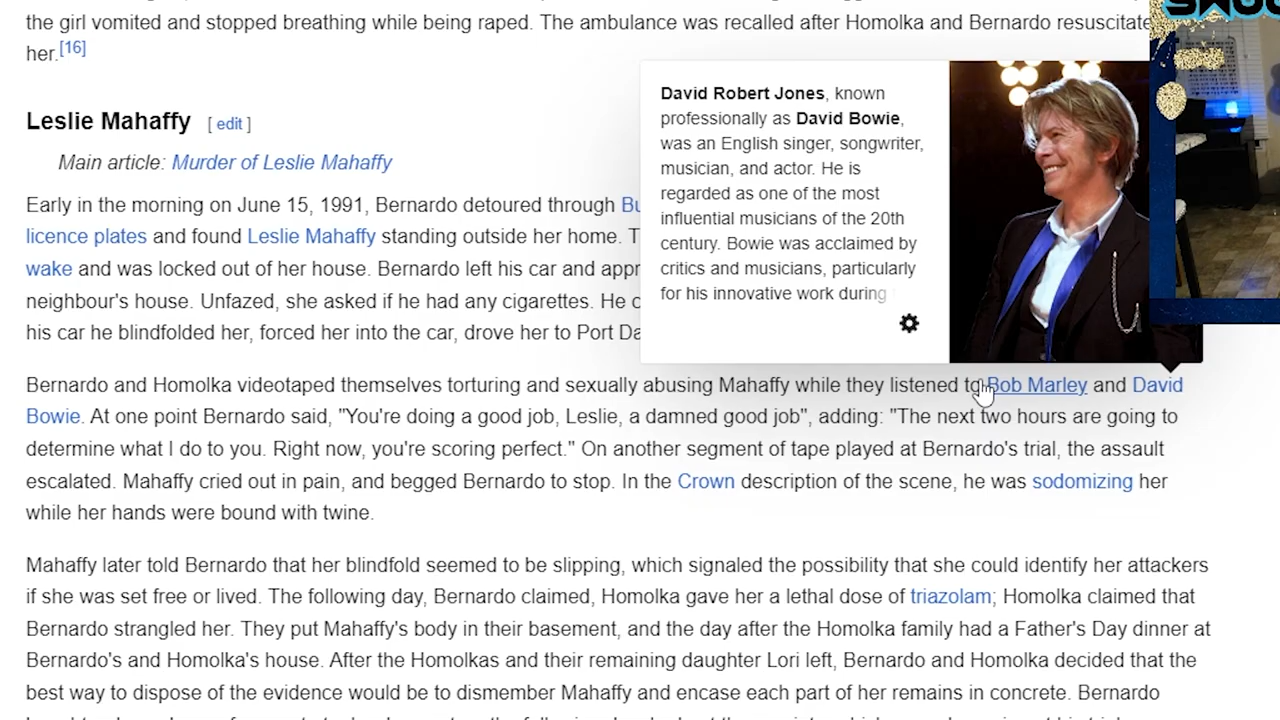 the girl vomited and stopped breathing while being raped. The ambulance was recalled after Homolka and Bernardo resuscitate
her.[16]
Leslie Mahaffy [ edit ]
Main article: Murder of Leslie Mahaffy
Early in the morning on June 15, 1991, Bernardo detoured through Bu
licence plates and found Leslie Mahaffy standing outside her home. T
wake and was locked out of her house. Bernardo left his car and appr
neighbour's house. Unfazed, she asked if he had any cigarettes. He c
his car he blindfolded her, forced her into the car, drove her to Port Da
David Robert Jones, known
professionally as David Bowie,
was an English singer, songwriter,
musician, and actor. He is
regarded as one of the most
influential musicians of the 20th
century. Bowie was acclaimed by
critics and musicians, particularly
for his innovative work during
Bernardo and Homolka videotaped themselves torturing and sexually abusing Mahaffy while they listened to Bob Marley and David
Bowie. At one point Bernardo said, "You're doing a good job, Leslie, a damned good job", adding: "The next two hours are going to
determine what I do to you. Right now, you're scoring perfect." On another segment of tape played at Bernardo's trial, the assault
escalated. Mahaffy cried out in pain, and begged Bernardo to stop. In the Crown description of the scene, he was sodomizing her
while her hands were bound with twine.
Mahaffy later told Bernardo that her blindfold seemed to be slipping, which signaled the possibility that she could identify her attackers
if she was set free or lived. The following day, Bernardo claimed, Homolka gave her a lethal dose of triazolam; Homolka claimed that
Bernardo strangled her. They put Mahaffy's body in their basement, and the day after the Homolka family had a Father's Day dinner at
Bernardo's and Homolka's house. After the Homolkas and their remaining daughter Lori left, Bernardo and Homolka decided that the
best way to dispose of the evidence would be to dismember Mahaffy and encase each part of her remains in concrete. Bernardo